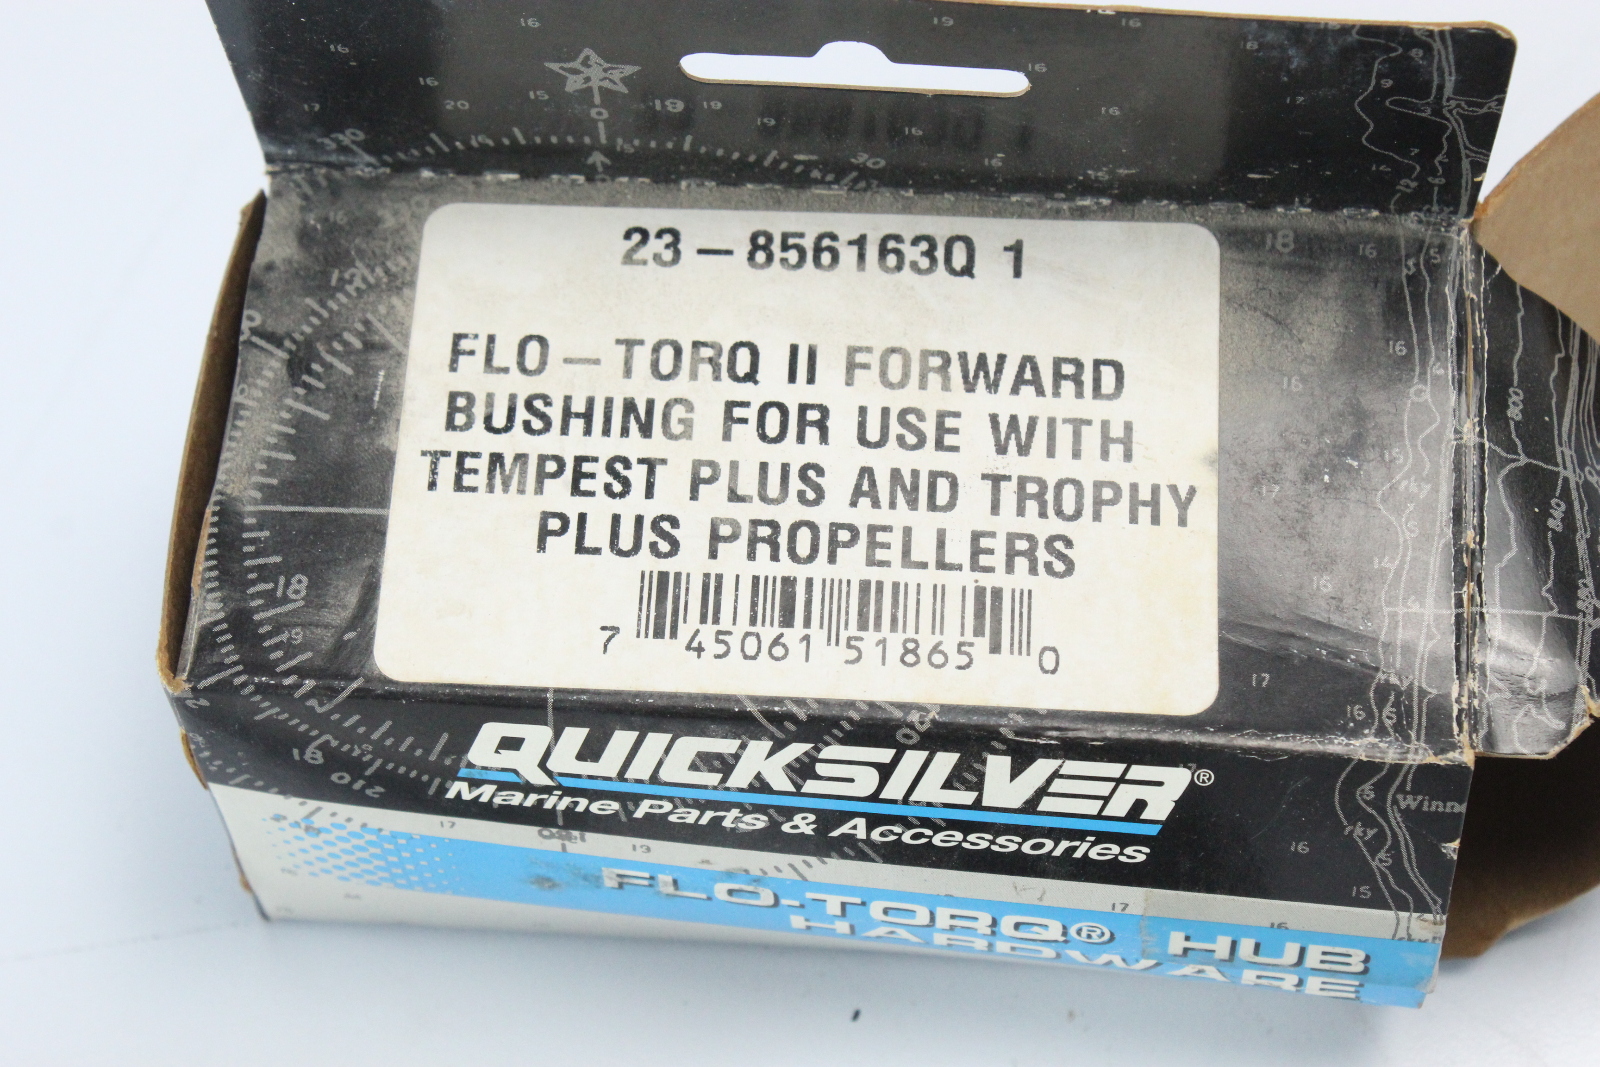 23-856163Q 1
FLO-TORQ II FORWARD
BUSHING FOR USE WITH
TEMPEST PLUS AND TROPHY
PLUS PROPELLERS
7 45061 51865 0
QUICKSILVER®
Marine Parts & Accessories
FLO-TORQ® HUB
HARDWARE